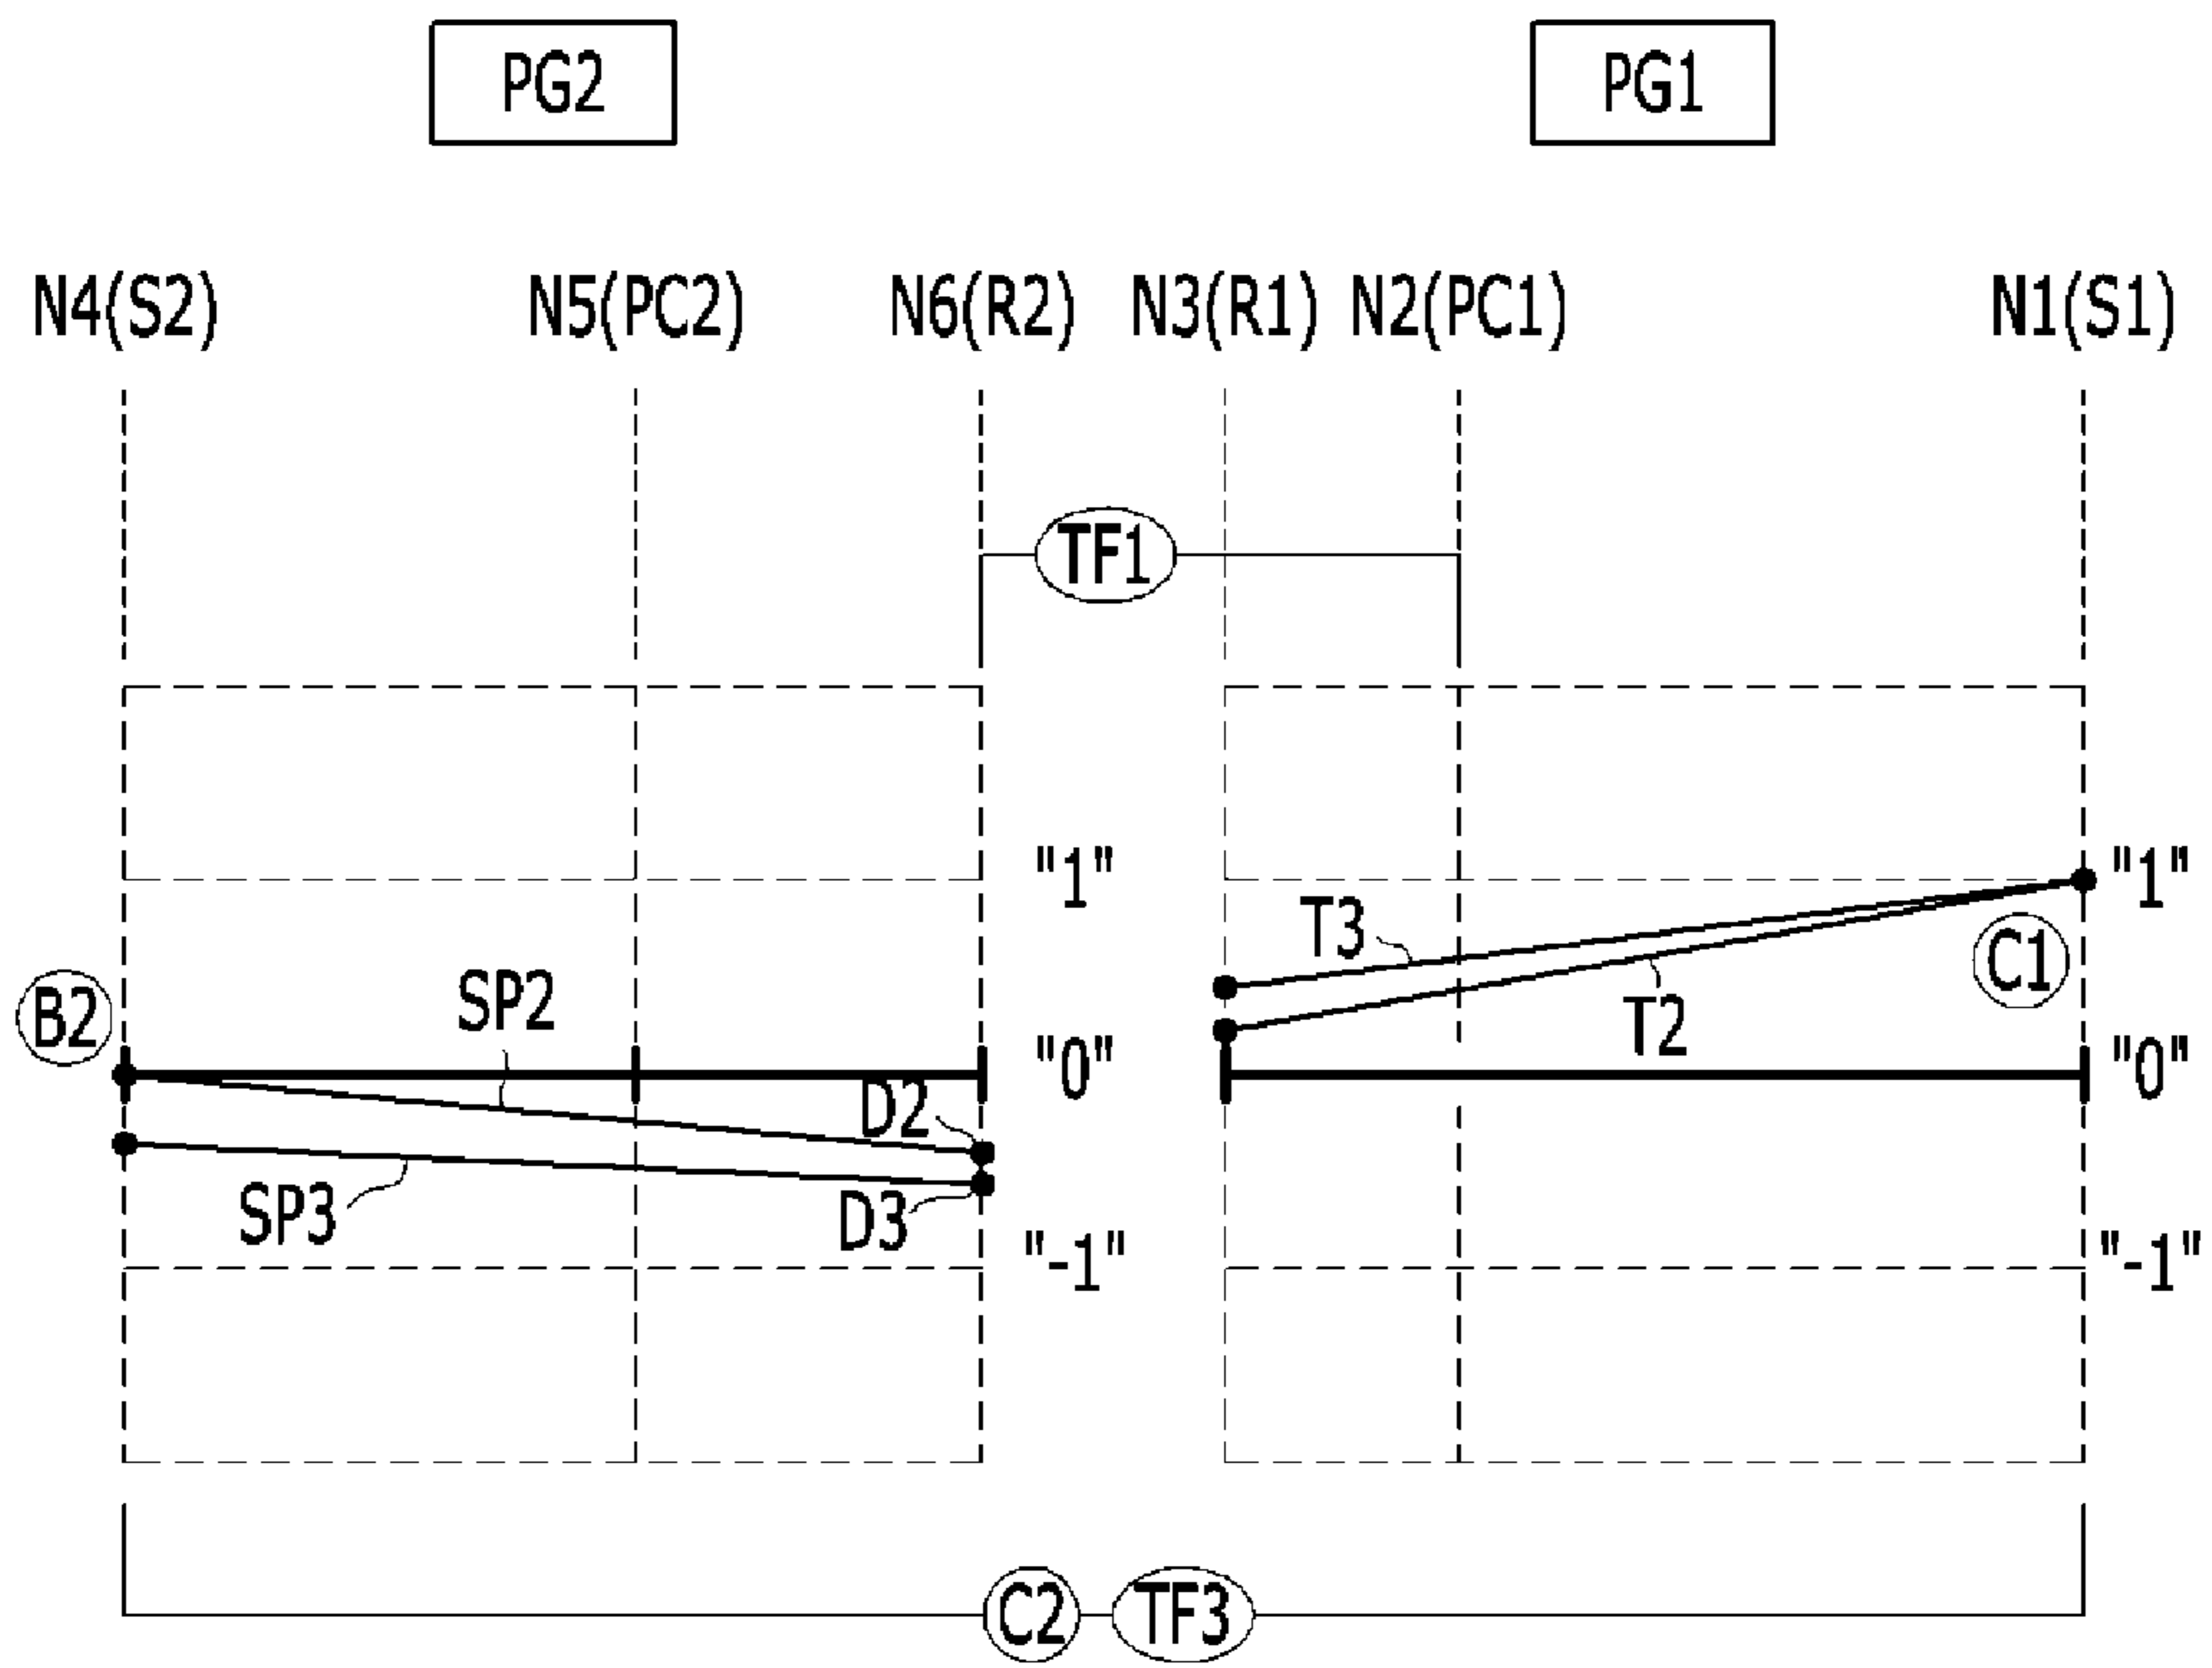 PG2 PG1
N4(S2) N5(PC2) N6(R2) N3(R1) N2(PC1) N1(S1)
TF1
"1" "1"
T3
C1
SP2
B2
T2
"0" "0"
D2
SP3
D3
"-1" "-1"
C2 TF3